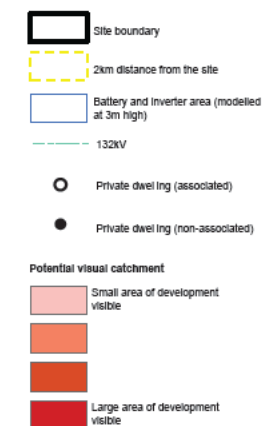 Site boundary
2km distance from the site
Battery and inverter area (modelled
at 3m high)
132kV
Private dwelling (associated)
Private dwelling (non-associated)
Potential visual catchment
Small area of development
visible
Large area of development
visible